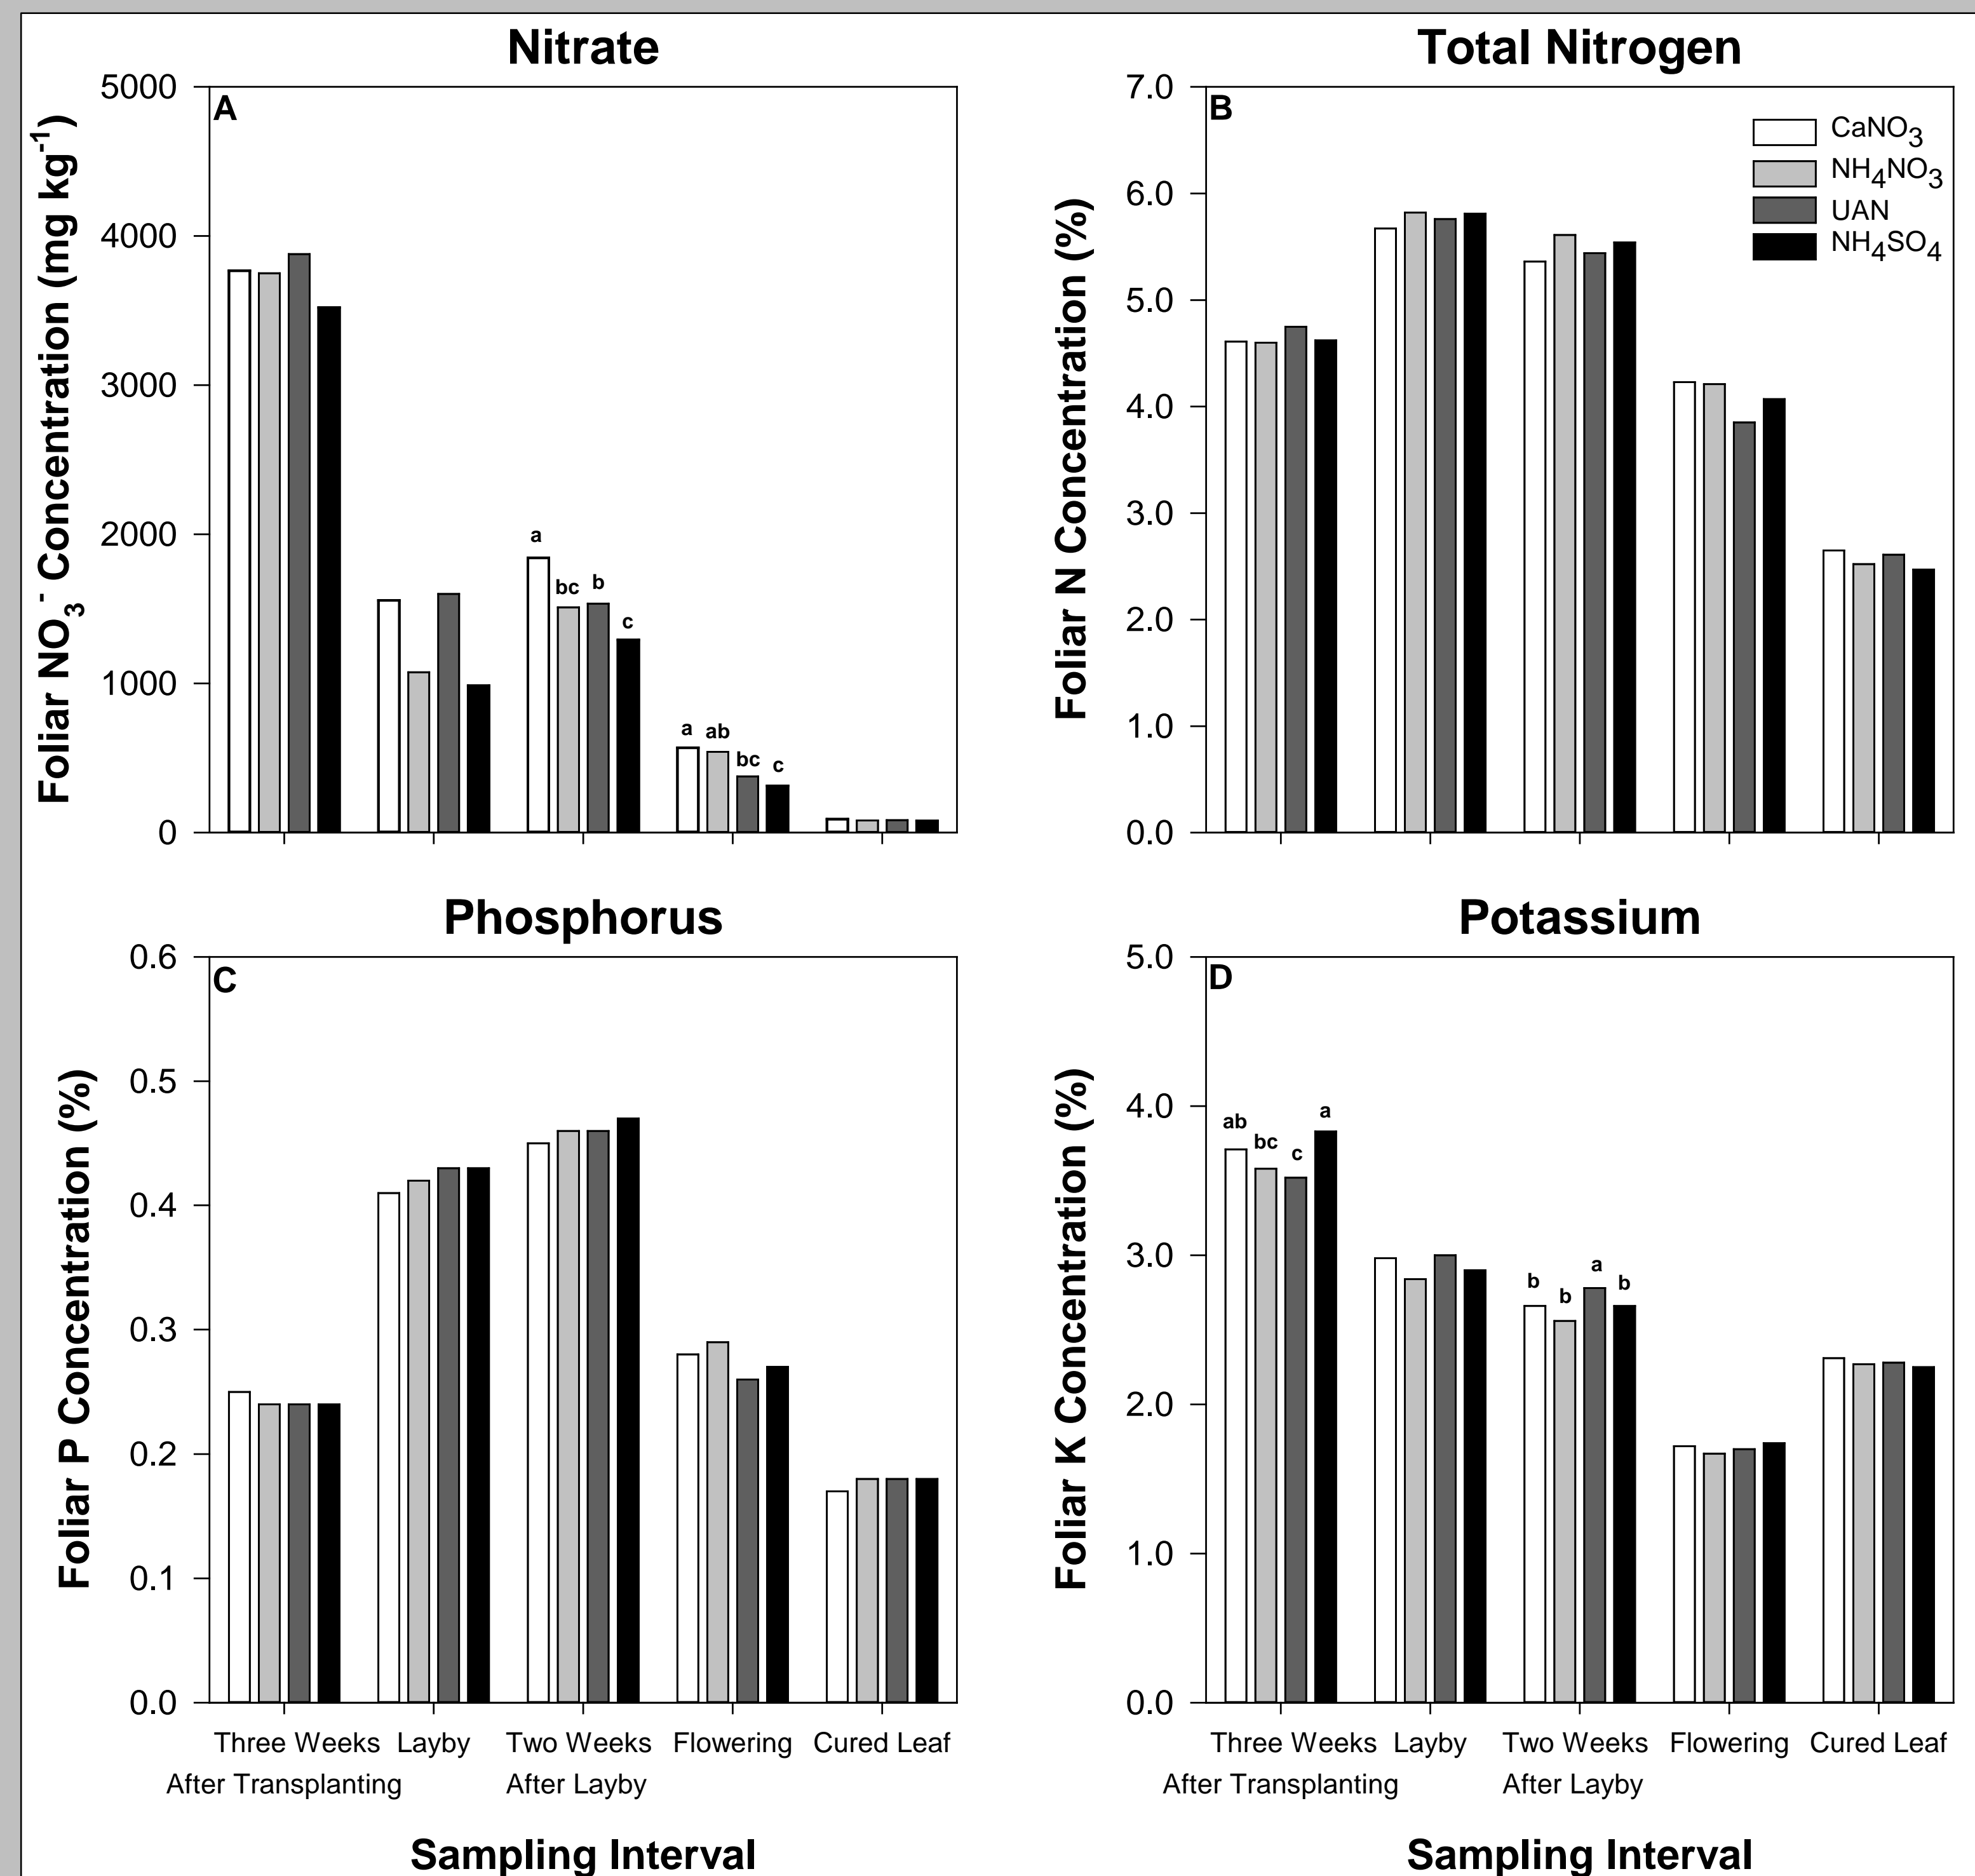 Nitrate
5000
4000
3000
2000
1000
0
Foliar NO3- Concentration (mg kg-1)
A
a
bc
b
c
a
ab
bc
c
Total Nitrogen
7.0
6.0
5.0
4.0
3.0
2.0
1.0
0.0
Foliar N Concentration (%)
B
CaNO3
NH4NO3
UAN
NH4SO4
Phosphorus
0.6
0.5
0.4
0.3
0.2
0.1
0.0
Foliar P Concentration (%)
C
Three Weeks Layby Two Weeks Flowering Cured Leaf
After Transplanting After Layby
Sampling Interval
Potassium
5.0
4.0
3.0
2.0
1.0
0.0
Foliar K Concentration (%)
D
ab
bc
c
a
b
b
a
b
Three Weeks Layby Two Weeks Flowering Cured Leaf
After Transplanting After Layby
Sampling Interval